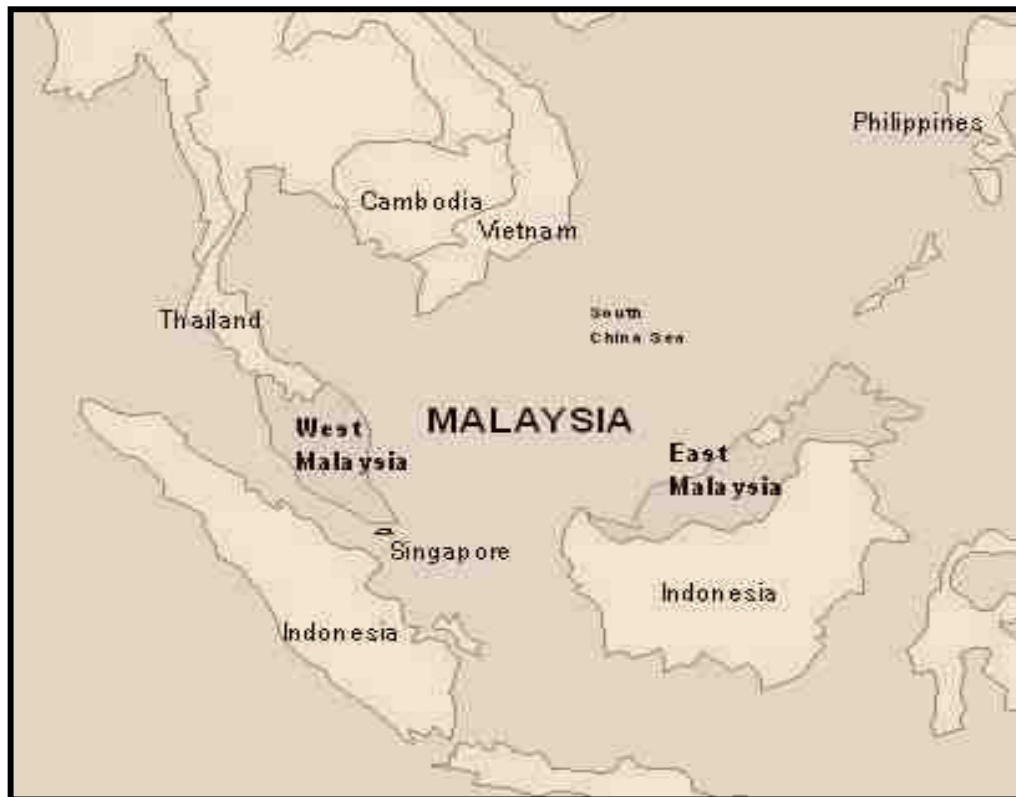 Philippines
Cambodia
Vietnam
South
China Sea
Thailand
MALAYSIA
West
Malaysia
East
Malaysia
Singapore
Indonesia
Indonesia